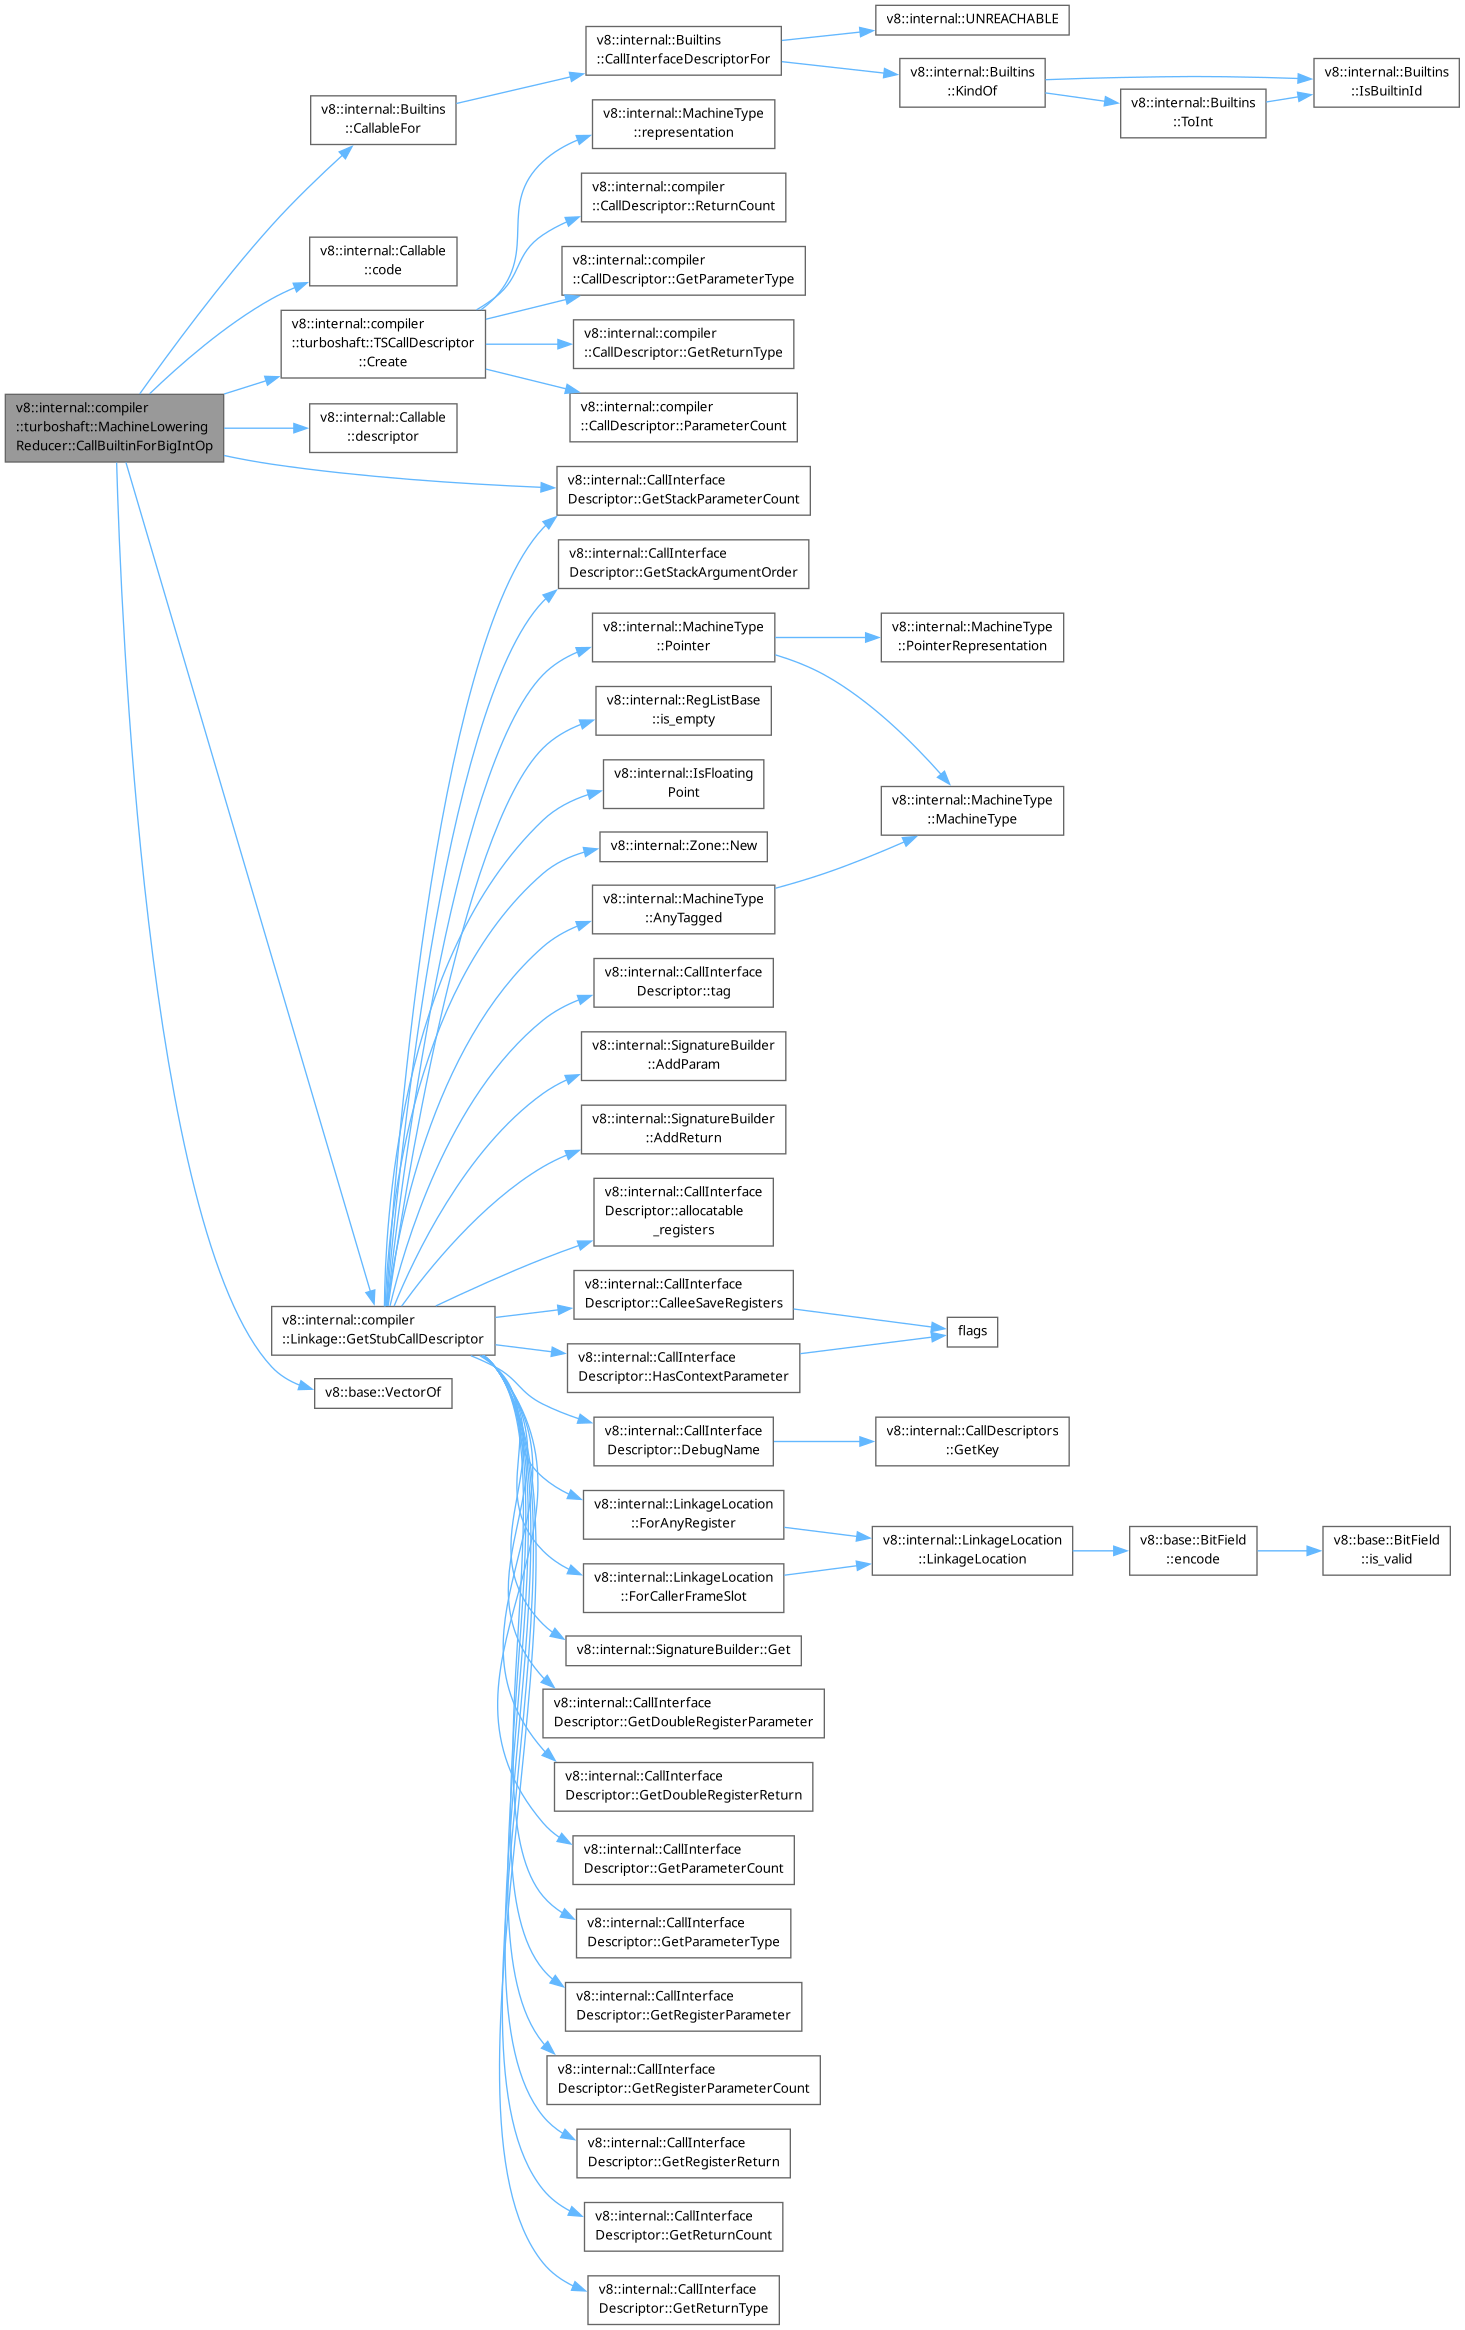 v8::internal::compiler
::turboshaft::MachineLowering
Reducer::CallBuiltinForBigIntOp
v8::internal::Builtins
::CallableFor
v8::internal::Callable
::code
v8::internal::compiler
::turboshaft::TSCallDescriptor
::Create
v8::internal::Callable
::descriptor
v8::internal::compiler
::Linkage::GetStubCallDescriptor
v8::base::VectorOf
v8::internal::Builtins
::CallInterfaceDescriptorFor
v8::internal::MachineType
::representation
v8::internal::compiler
::CallDescriptor::ReturnCount
v8::internal::compiler
::CallDescriptor::GetParameterType
v8::internal::compiler
::CallDescriptor::GetReturnType
v8::internal::compiler
::CallDescriptor::ParameterCount
v8::internal::CallInterface
Descriptor::GetStackParameterCount
v8::internal::CallInterface
Descriptor::GetStackArgumentOrder
v8::internal::MachineType
::Pointer
v8::internal::RegListBase
::is_empty
v8::internal::IsFloating
Point
v8::internal::Zone::New
v8::internal::MachineType
::AnyTagged
v8::internal::CallInterface
Descriptor::tag
v8::internal::SignatureBuilder
::AddParam
v8::internal::SignatureBuilder
::AddReturn
v8::internal::CallInterface
Descriptor::allocatable
_registers
v8::internal::CallInterface
Descriptor::CalleeSaveRegisters
v8::internal::CallInterface
Descriptor::HasContextParameter
v8::internal::CallInterface
Descriptor::DebugName
v8::internal::LinkageLocation
::ForAnyRegister
v8::internal::LinkageLocation
::ForCallerFrameSlot
v8::internal::SignatureBuilder::Get
v8::internal::CallInterface
Descriptor::GetDoubleRegisterParameter
v8::internal::CallInterface
Descriptor::GetDoubleRegisterReturn
v8::internal::CallInterface
Descriptor::GetParameterCount
v8::internal::CallInterface
Descriptor::GetParameterType
v8::internal::CallInterface
Descriptor::GetRegisterParameter
v8::internal::CallInterface
Descriptor::GetRegisterParameterCount
v8::internal::CallInterface
Descriptor::GetRegisterReturn
v8::internal::CallInterface
Descriptor::GetReturnCount
v8::internal::CallInterface
Descriptor::GetReturnType
v8::internal::UNREACHABLE
v8::internal::Builtins
::KindOf
v8::internal::Builtins
::ToInt
v8::internal::Builtins
::IsBuiltinId
v8::internal::MachineType
::PointerRepresentation
v8::internal::MachineType
::MachineType
flags
v8::internal::CallDescriptors
::GetKey
v8::internal::LinkageLocation
::LinkageLocation
v8::base::BitField
::encode
v8::base::BitField
::is_valid